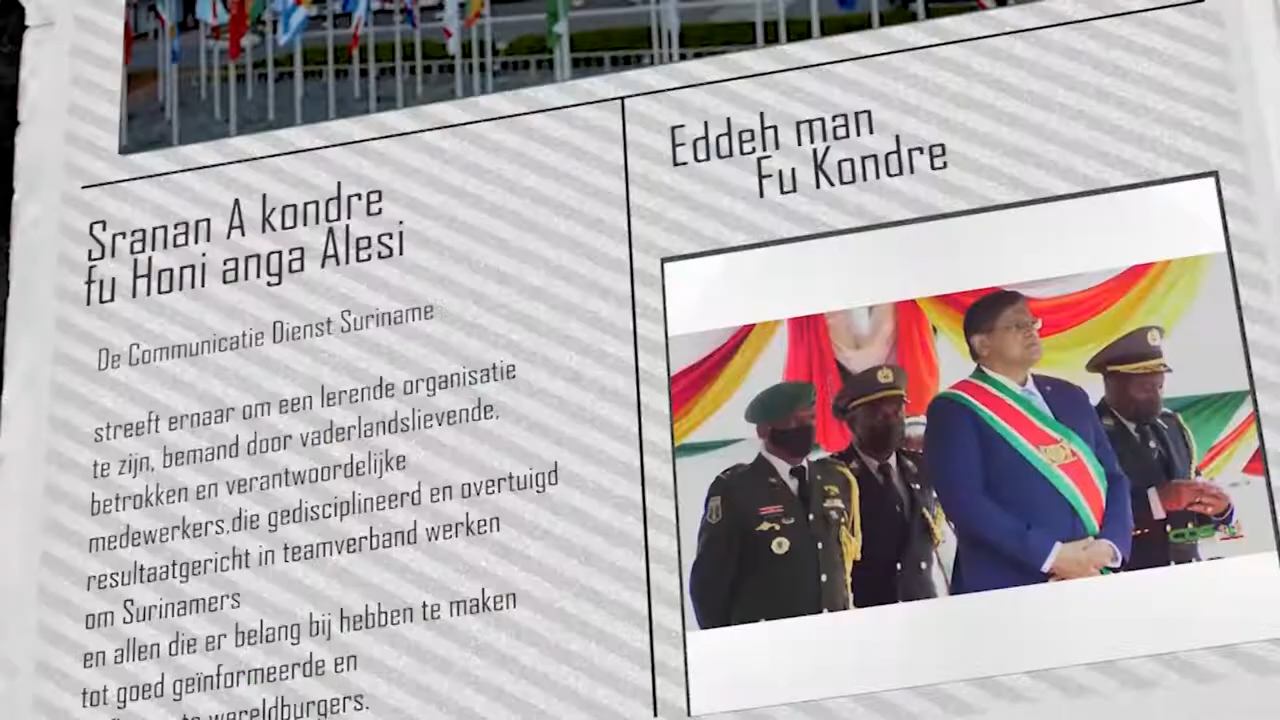 Sranan A kondre
fu Honi anga Alesi
De Communicatie Dienst Suriname
streeft ernaar om een lerende organisatie
te zijn, bemand door vaderlandslievende,
betrokken en verantwoordelijke
medewerkers,die gedisciplineerd en overtuigd
resultaatgericht in teamverband werken
om Surinamers
en allen die er belang bij hebben te maken
tot goed geïnformeerde en
wereldburgers.
Eddeh man
Fu Kondre